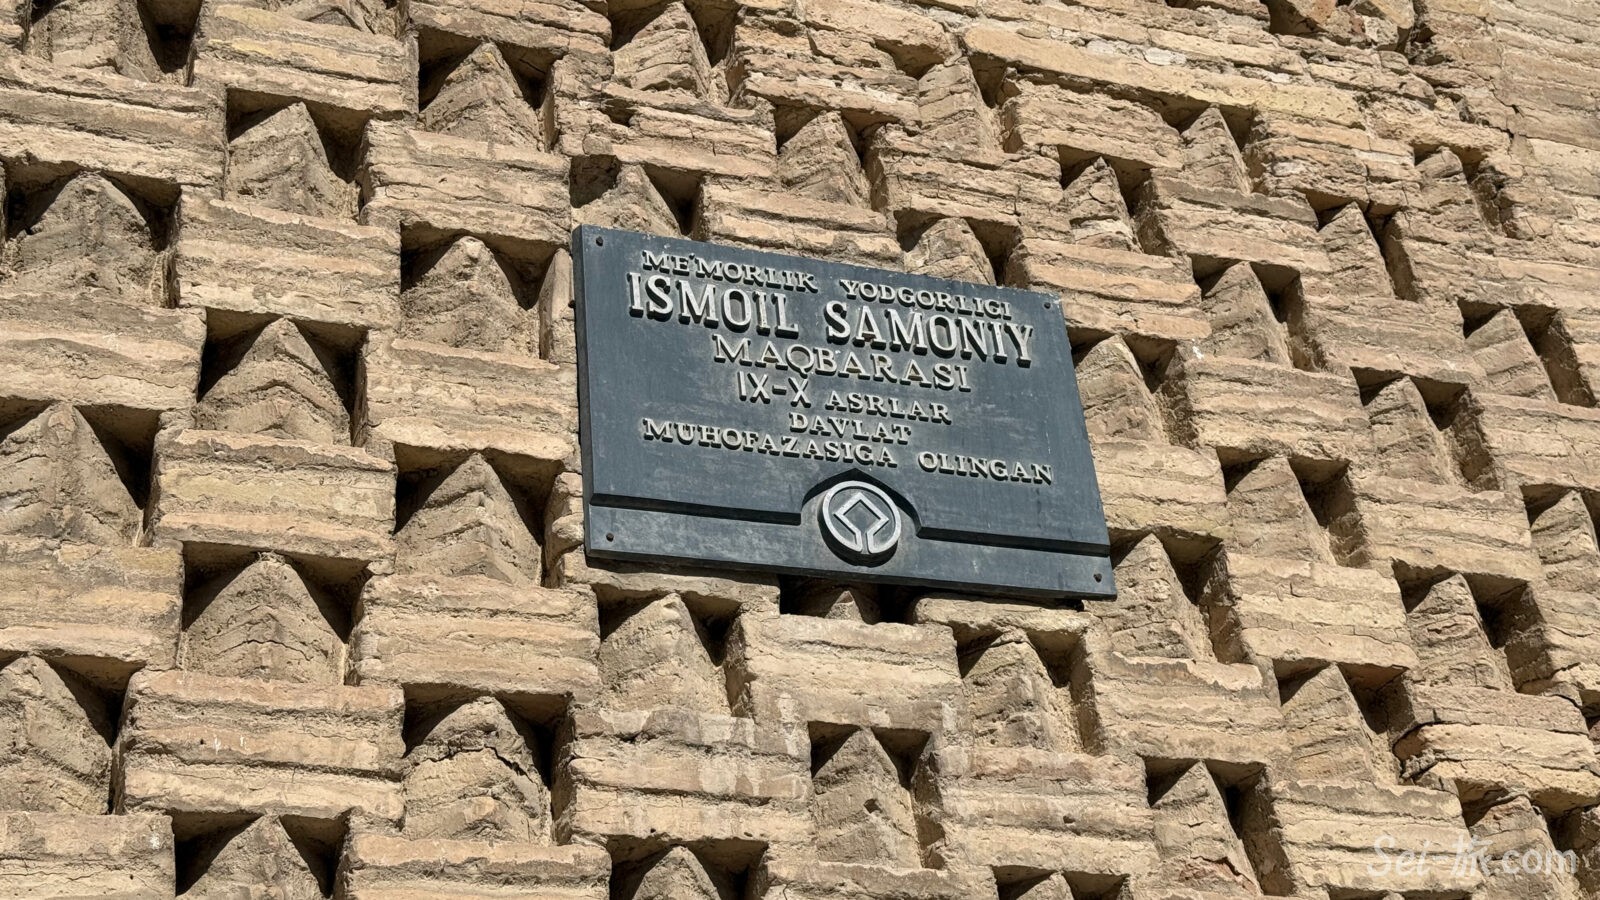 ME'MORLIK YODGORLIGI
ISMOIL SAMONIY
MAQBARASI
IX-X ASRLAR
DAVLAT
MUHOFAZASIGA OLINGAN
Sei-旅.com